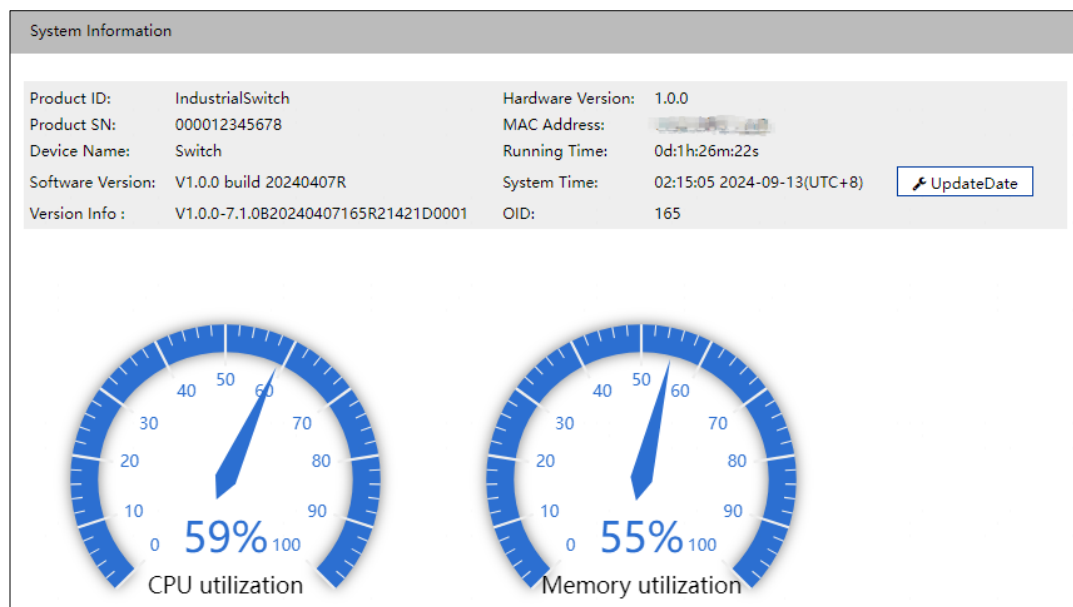 System Information
Product ID: IndustrialSwitch Hardware Version: 1.0.0
Product SN: 000012345678 MAC Address:
Device Name: Switch Running Time: 0d:1h:26m:22s
Software Version: V1.0.0 build 20240407R System Time: 02:15:05 2024-09-13(UTC+8) UpdateDate
Version Info : V1.0.0-7.1.0B20240407165R21421D0001 OID: 165
0 10 20 30 40 50 60 70 80 90 100
59%
CPU utilization
0 10 20 30 40 50 60 70 80 90 100
55%
Memory utilization